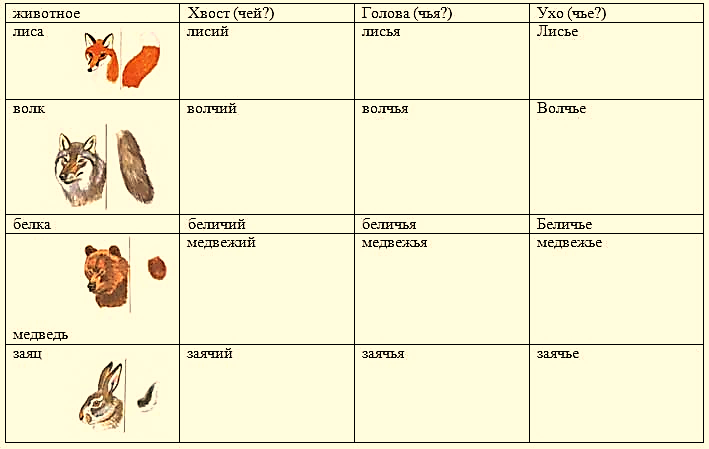 животное Хвост (чей?) Голова (чья?) Ухо (чье?)
лиса лисий лисья Лисье
волк волчий волчья Волчье
белка беличий беличья Беличье
медвежий медвежья медвежье
медведь
заяц заячий заячья заячье